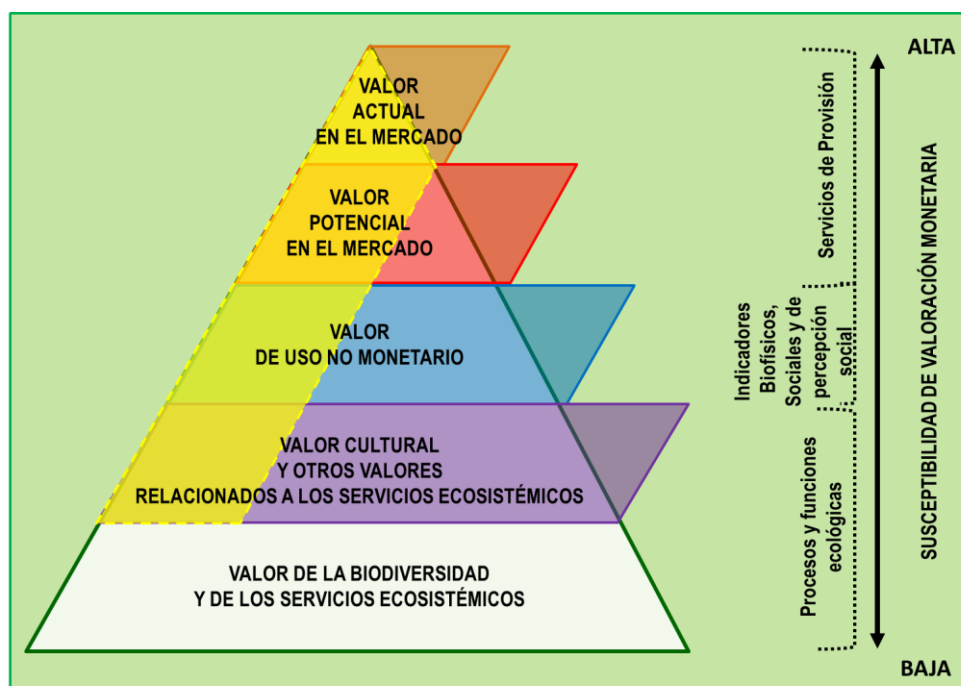 VALOR
ACTUAL
EN EL MERCADO
VALOR
POTENCIAL
EN EL MERCADO
VALOR
DE USO NO MONETARIO
VALOR CULTURAL
Y OTROS VALORES
RELACIONADOS A LOS SERVICIOS ECOSISTÉMICOS
VALOR DE LA BIODIVERSIDAD
Y DE LOS SERVICIOS ECOSISTÉMICOS
Servicios de Provisión
Indicadores
Biofísicos,
Sociales y de
percepción
social
Procesos y funciones
ecológicas
ALTA
SUSCEPTIBILIDAD DE VALORACIÓN MONETARIA
BAJA